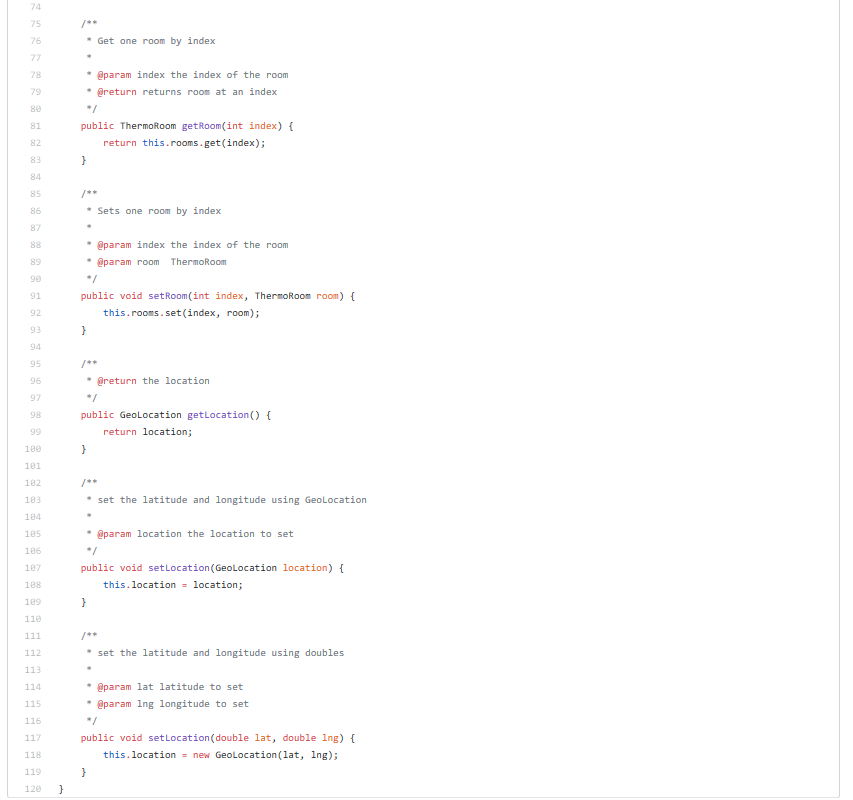 74
75     /**
76      * Get one room by index
77      *
78      * @param index the index of the room
79      * @return returns room at an index
80      */
81     public ThermoRoom getRoom(int index) {
82         return this.rooms.get(index);
83     }
84
85     /**
86      * Sets one room by index
87      *
88      * @param index the index of the room
89      * @param room  ThermoRoom
90      */
91     public void setRoom(int index, ThermoRoom room) {
92         this.rooms.set(index, room);
93     }
94
95     /**
96      * @return the location
97      */
98     public GeoLocation getLocation() {
99         return location;
100     }
101
102     /**
103      * set the latitude and longitude using GeoLocation
104      *
105      * @param location the location to set
106      */
107     public void setLocation(GeoLocation location) {
108         this.location = location;
109     }
110
111     /**
112      * set the latitude and longitude using doubles
113      *
114      * @param lat latitude to set
115      * @param lng longitude to set
116      */
117     public void setLocation(double lat, double lng) {
118         this.location = new GeoLocation(lat, lng);
119     }
120 }